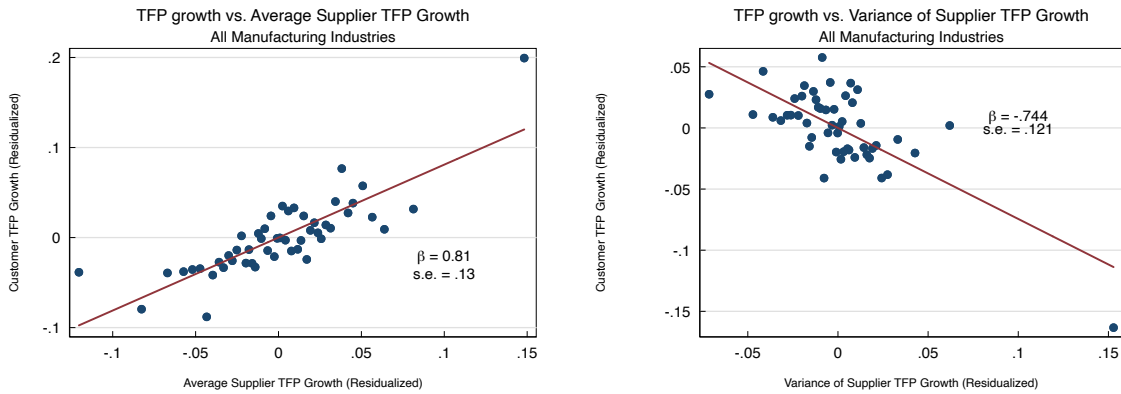 TFP growth vs. Average Supplier TFP Growth
All Manufacturing Industries
Customer TFP Growth (Residualized)
.2
.1
0
-.1
β = 0.81
s.e. = .13
-.1
-.05
0
.05
.1
.15
Average Supplier TFP Growth (Residualized)
TFP growth vs. Variance of Supplier TFP Growth
All Manufacturing Industries
Customer TFP Growth (Residualized)
.05
0
-.05
-.1
-.15
β = -.744
s.e. = .121
-.05
0
.05
.1
.15
Variance of Supplier TFP Growth (Residualized)